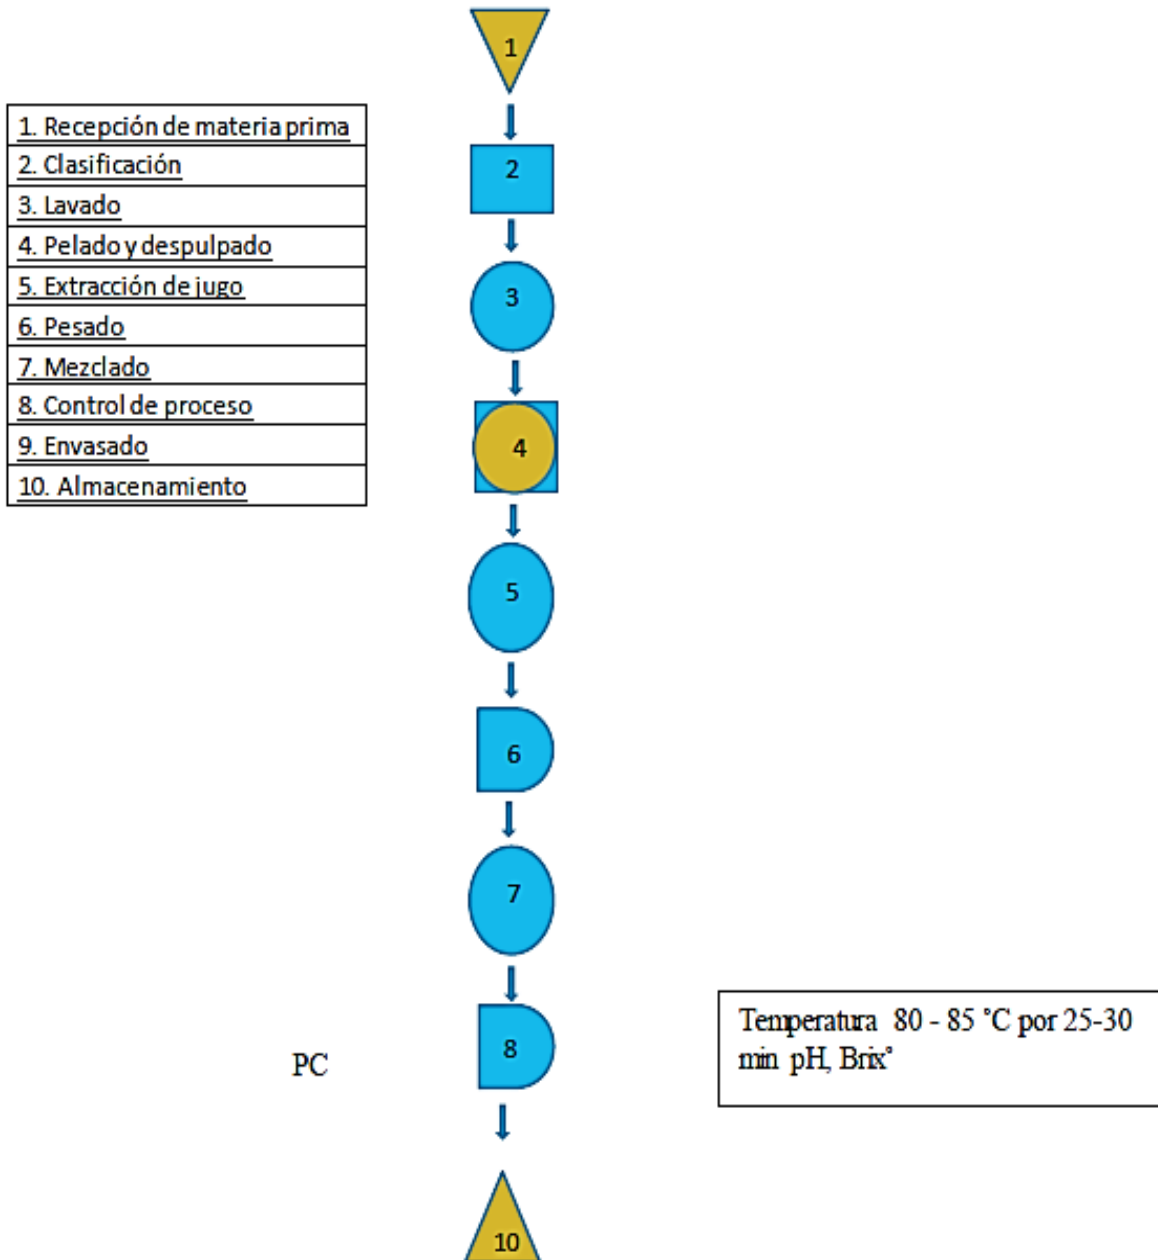 1
1. Recepción de materia prima
2. Clasificación
3. Lavado
4. Pelado y despulpado
5. Extracción de jugo
6. Pesado
7. Mezclado
8. Control de proceso
9. Envasado
10. Almacenamiento
2
3
4
5
6
7
8
PC
Temperatura 80 - 85 °C por 25-30
min pH, Brix°
10